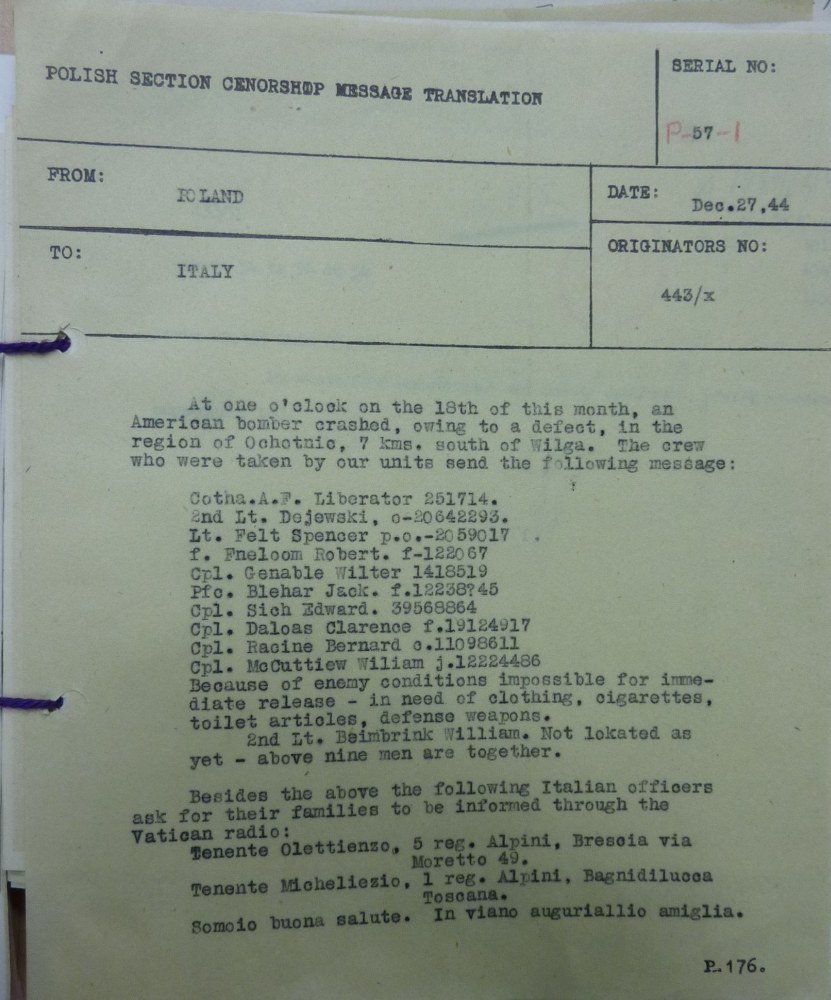 POLISH SECTION CENORSHOP MESSAGE TRANSLATION
SERIAL NO:
P-57-1
FROM:
POLAND
DATE:
Dec.27,44
TO:
ITALY
ORIGINATORS NO:
443/x
At one o'clock on the 18th of this month, an
American bomber crashed, owing to a defect, in the
region of Ochotnic, 7 kms. south of Wilga. The crew
who were taken by our units send the following message:
Cotha.A.F. Liberator 251714.
2nd Lt. Dejewski, o-20642293.
Lt. Felt Spencer p.o.-2059017
f. Fneloom Robert. f-122067
Cpl. Genable Wilter 1418519
Pfc. Blehar Jack. f.12238?45
Cpl. Sich Edward. 39568864
Cpl. Daloas Clarence f.19124917
Cpl. Racine Bernard c.11098611
Cpl. McCuttiew Wiliam j.12224486
Because of enemy conditions impossible for imme-
diate release - in need of clothing, cigarettes,
toilet articles, defense weapons.
2nd Lt. Beimbrink William. Not lokated as
yet - above nine men are together.
Besides the above the following Italian officers
ask for their families to be informed through the
Vatican radio:
Tenente Olettienzo, 5 reg. Alpini, Brescia via
Moretto 49.
Tenente Micheliezio, 1 reg. Alpini, Bagnidilucca
Toscana.
Somoio buona salute. In viano auguriallio amiglia.
P.176.